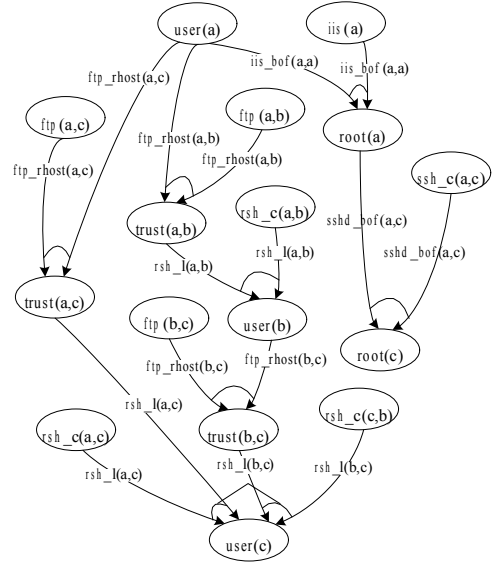 user(a)
iis(a)
iis_bof(a,a)
iis_bof(a,a)
ftp_rhost(a,c)
ftp(a,c)
ftp(a,b)
root(a)
ftp_rhost(a,b)
ftp_rhost(a,b)
ftp_rhost(a,c)
ssh_c(a,c)
rsh_c(a,b)
sshd_bof(a,c)
trust(a,b)
rsh_l(a,b)
sshd_bof(a,c)
rsh_l(a,b)
trust(a,c)
ftp(b,c)
user(b)
root(c)
ftp_rhost(b,c)
ftp_rhost(b,c)
rsh_l(a,c)
rsh_c(c,b)
rsh_c(a,c)
trust(b,c)
rsh_l(b,c)
rsh_l(b,c)
rsh_l(a,c)
user(c)